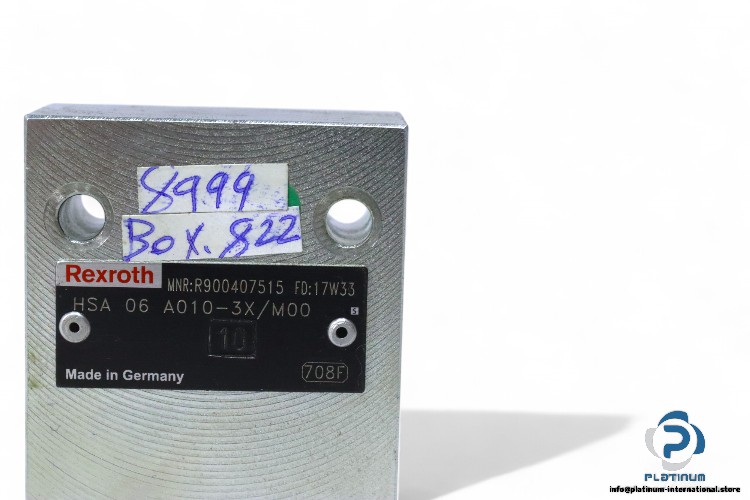 8999
Box. 822
Rexroth
MNR:R900407515 FD:17W33
HSA 06 A010-3X/M00
S
10
Made in Germany
708F
PLATINUM
info@platinum-international.store